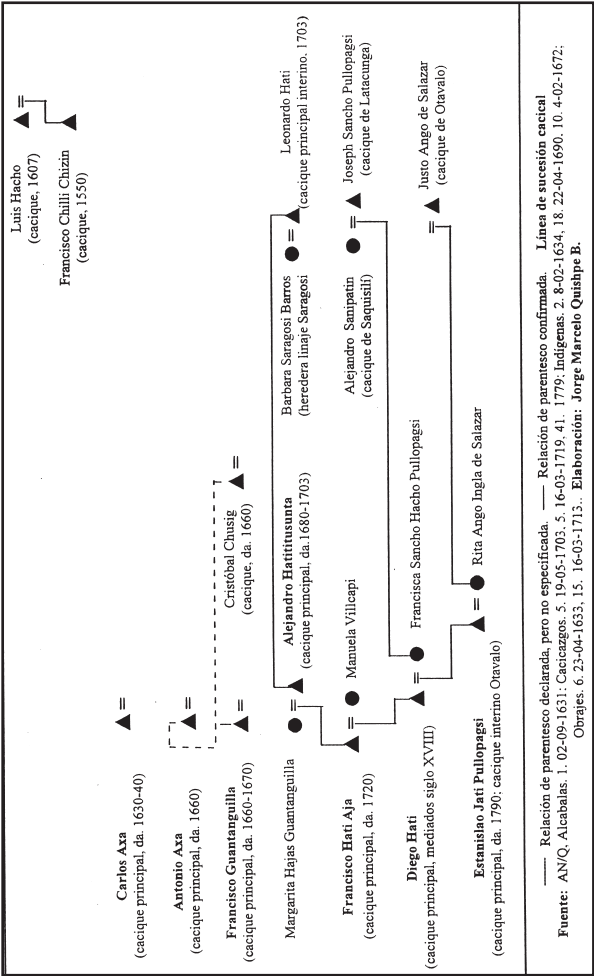 Luis Hacho
(cacique, 1607)
Francisco Chilli Chizin
(cacique, 1550)
Carlos Axa
(cacique principal, da. 1630-40)
Antonio Axa
(cacique principal, da. 1660)
Francisco Guantanguilla
(cacique principal, da. 1660-1670)
Cristóbal Chusig
(cacique, da. 1660)
Margarita Hajas Guantanguilla
Alejandro Hatititusunta
(cacique principal, da.1680-1703)
Barbara Saragosi Barros
(heredera linaje Saragosi)
Leonardo Hati
(cacique principal interino. 1703)
Francisco Hati Aja
(cacique principal, da. 1720)
Manuela Villcapi
Alejandro Sanipatin
(cacique de Saquisilí)
Joseph Sancho Pullopagsi
(cacique de Latacunga)
Diego Hati
(cacique principal, mediados siglo XVIII)
Francisca Sancho Hacho Pullopagsi
Justo Ango de Salazar
(cacique de Otavalo)
Estanislao Jati Pullopagsi
(cacique principal, da. 1790; cacique interino Otavalo)
Rita Ango Ingla de Salazar
Relación de parentesco declarada, pero no especificada. Relación de parentesco confirmada. Línea de sucesión cacical
Fuente: AN/Q. Alcabalas. 1. 02-09-1631; Cacicazgos. 5. 19-05-1703. 5. 16-03-1719. 41. 1779; Indígenas. 2. 8-02-1634, 18. 22-04-1690. 10. 4-02-1672;
Obrajes. 6. 23-04-1633, 15. 16-03-1713.. Elaboración: Jorge Marcelo Quishpe B.